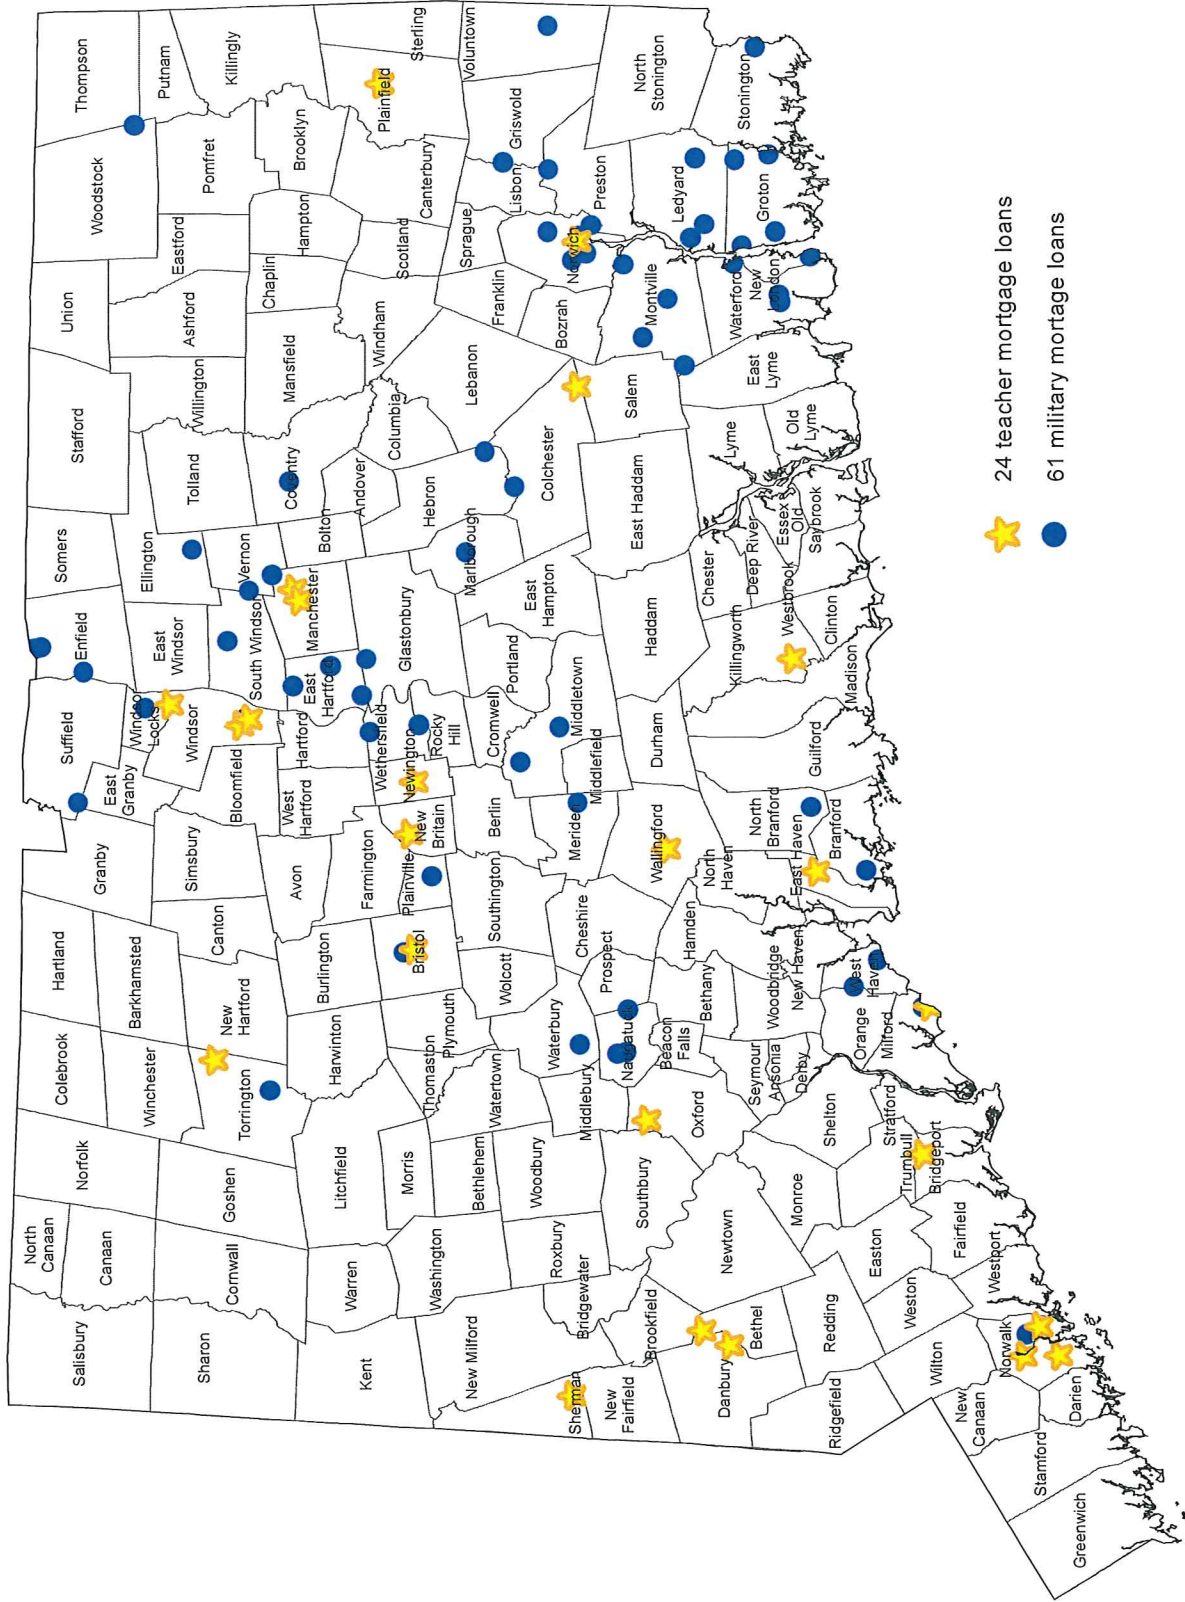 Salisbury
North
Canaan
Norfolk
Colebrook
Hartland
Granby
Suffield
Enfield
Somers
Stafford
Union
Woodstock
Thompson
Canaan
Winchester
Barkhamsted
East
Granby
Windsor
Locks
East
Windsor
Ellington
Putnam
Sharon
Cornwall
Goshen
Torrington
New
Hartford
Canton
Simsbury
Bloomfield
Windsor
South Windsor
Vernon
Tolland
Willington
Ashford
Eastford
Pomfret
Killingly
Kent
Warren
Litchfield
Harwinton
Burlington
Avon
West
Hartford
Hartford
East
Hartford
Manchester
Bolton
Coventry
Mansfield
Chaplin
Hampton
Brooklyn
New Milford
Washington
Morris
Thomaston
Plymouth
Bristol
Farmington
Plainville
New
Britain
Newington
Wethersfield
Rocky
Hill
Glastonbury
Hebron
Andover
Columbia
Windham
Scotland
Canterbury
Plainfield
Sterling
Bethlehem
Watertown
Wolcott
Southington
Berlin
Cromwell
Portland
Marlborough
Lebanon
Franklin
Sprague
Lisbon
Griswold
Voluntown
Sherman
Bridgewater
Roxbury
Woodbury
Middlebury
Waterbury
Cheshire
Prospect
Meriden
Middlefield
Middletown
East
Hampton
Colchester
Bozrah
Norwich
Preston
North
Stonington
New
Fairfield
Brookfield
Southbury
Oxford
Naugatuck
Beacon
Falls
Bethany
Hamden
Wallingford
North
Haven
Durham
Haddam
East Haddam
Salem
Montville
Ledyard
Danbury
Bethel
Newtown
Monroe
Seymour
Ansonia
Derby
Woodbridge
New Haven
East Haven
North
Branford
Branford
Guilford
Killingworth
Madison
Chester
Deep River
Essex
Westbrook
Clinton
Old
Saybrook
Lyme
Old
Lyme
East
Lyme
Waterford
New
London
Groton
Stonington
Ridgefield
Redding
Easton
Shelton
Trumbull
Stratford
Bridgeport
Orange
Milford
West
Haven
Wilton
Weston
Fairfield
Westport
Norwalk
New
Canaan
Darien
Stamford
Greenwich
24 teacher mortgage loans
61 military mortage loans